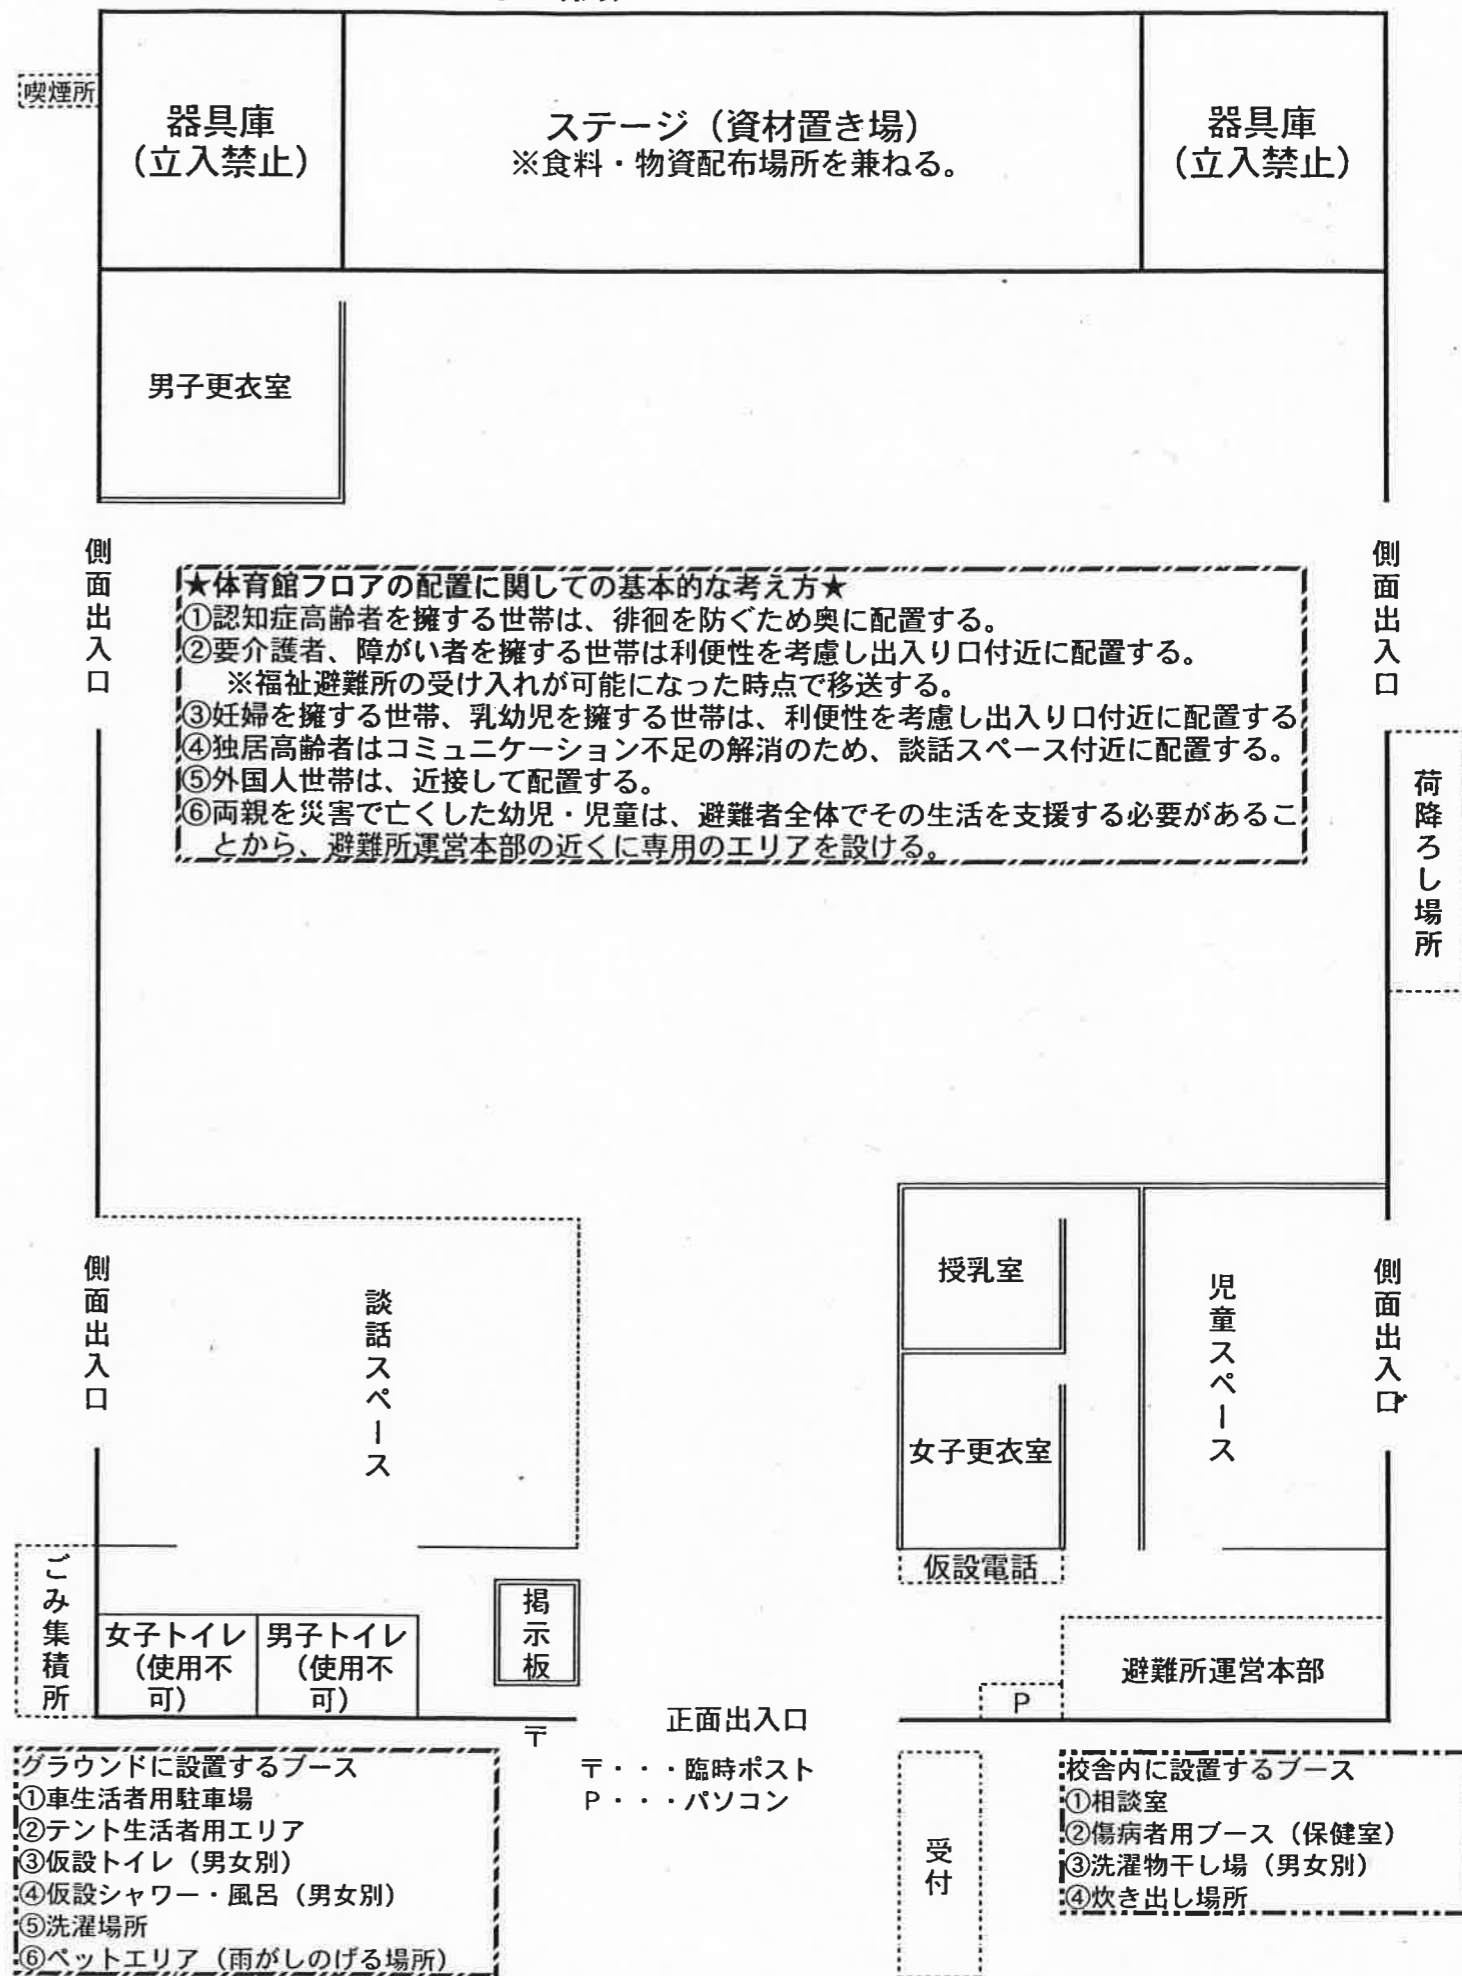 喫煙所
器具庫
(立入禁止)
ステージ(資材置き場)
※食料・物資配布場所を兼ねる。
器具庫
(立入禁止)
男子更衣室
側面出入口
側面出入口
★体育館フロアの配置に関しての基本的な考え方★
①認知症高齢者を擁する世帯は、徘徊を防ぐため奥に配置する。
②要介護者、障がい者を擁する世帯は利便性を考慮し出入り口付近に配置する。
※福祉避難所の受け入れが可能になった時点で移送する。
③妊婦を擁する世帯、乳幼児を擁する世帯は、利便性を考慮し出入り口付近に配置する
④独居高齢者はコミュニケーション不足の解消のため、談話スペース付近に配置する。
⑤外国人世帯は、近接して配置する。
⑥両親を災害で亡くした幼児・児童は、避難者全体でその生活を支援する必要があるこ
とから、避難所運営本部の近くに専用のエリアを設ける。
荷降ろし場所
側面出入口
談話スペース
授乳室
女子更衣室
児童スペース
側面出入口
仮設電話
ごみ集積所
女子トイレ
(使用不
可)
男子トイレ
(使用不
可)
掲示板
避難所運営本部
P
正面出入口
〒
〒・・・臨時ポスト
P・・・パソコン
受付
グラウンドに設置するブース
①車生活者用駐車場
②テント生活者用エリア
③仮設トイレ(男女別)
④仮設シャワー・風呂(男女別)
⑤洗濯場所
⑥ペットエリア(雨がしのげる場所)
校舎内に設置するブース
①相談室
②傷病者用ブース(保健室)
③洗濯物干し場(男女別)
④炊き出し場所